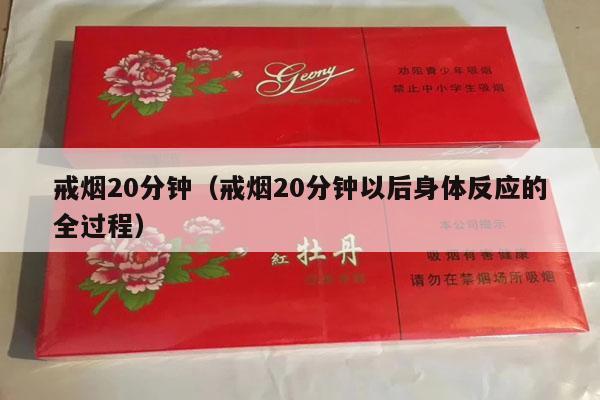 Geony
劝阻青少年吸烟
禁止中小学生吸烟
戒烟20分钟（戒烟20分钟以后身体反应的
全过程）
本公司提示
紅牡丹
吸烟有害健康
请勿在禁烟场所吸烟